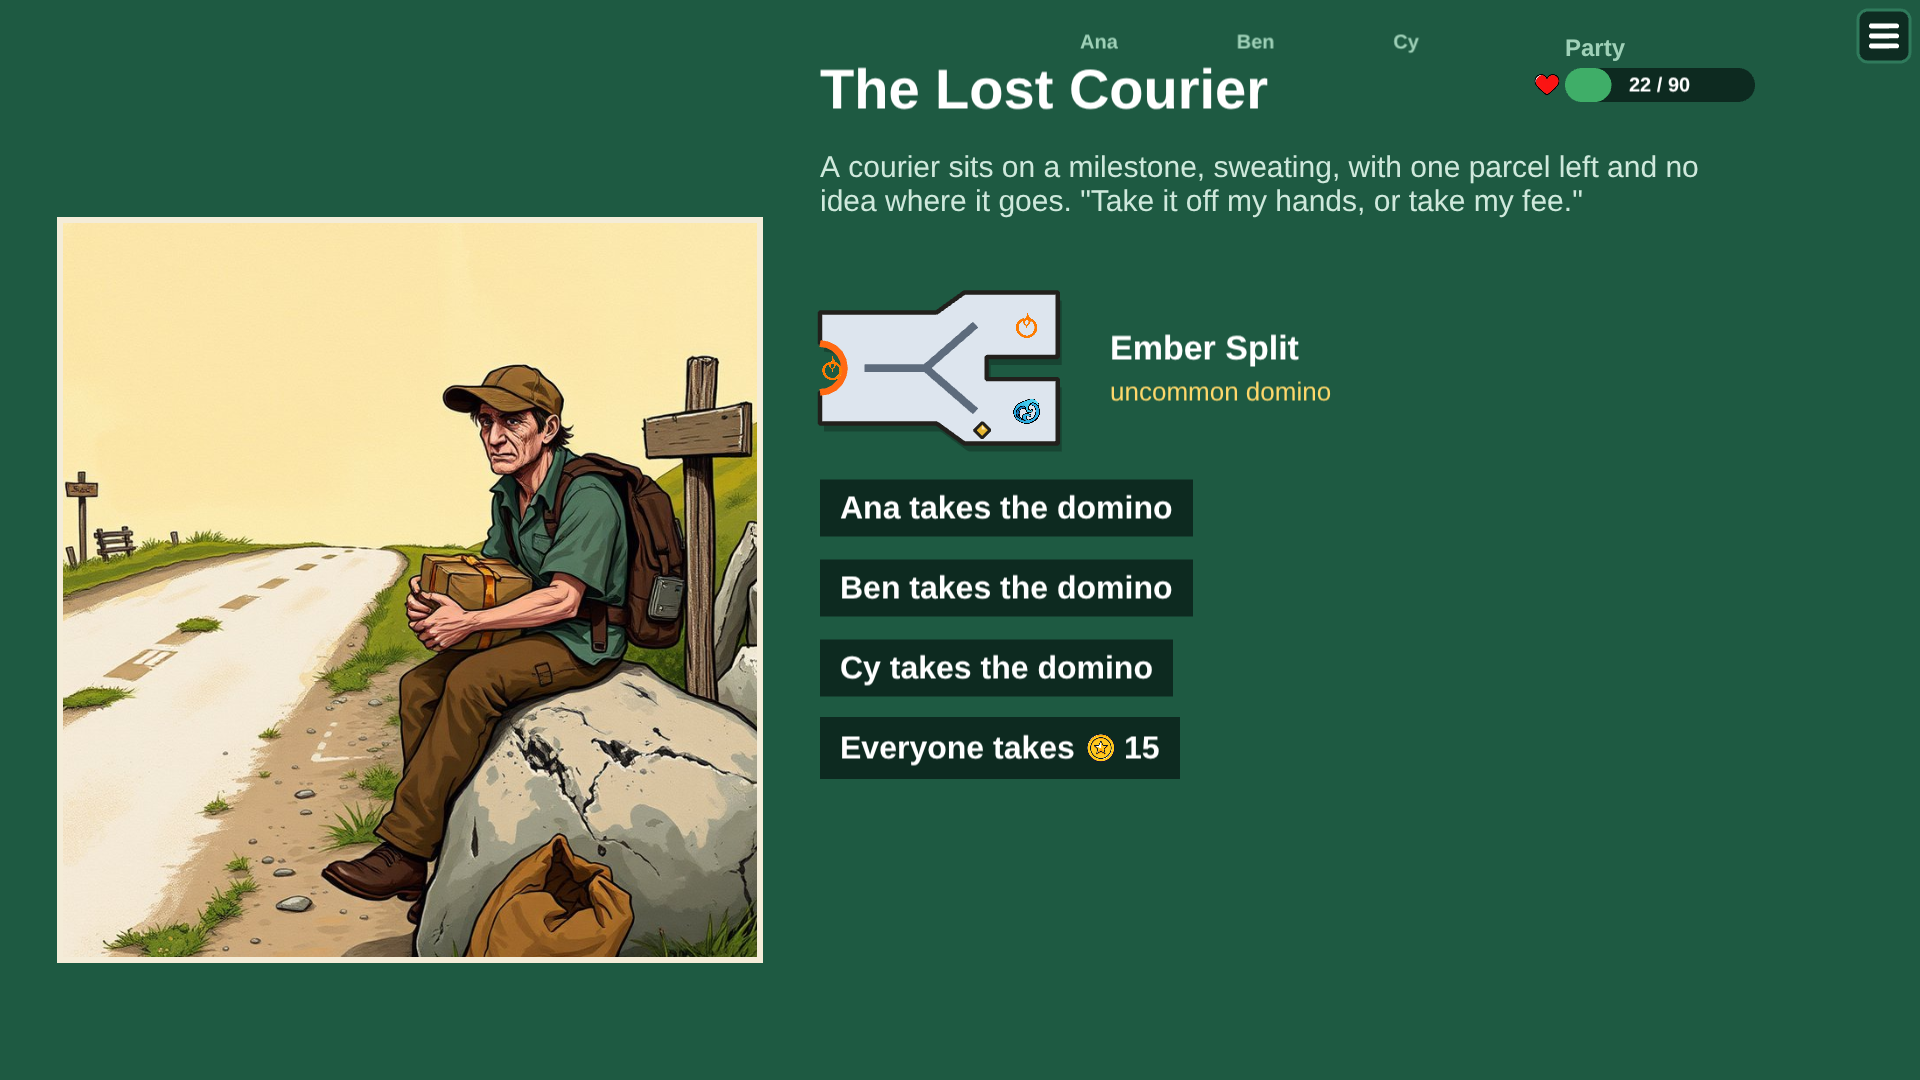 Ana
Ben
Cy
Party
The Lost Courier
22 / 90
A courier sits on a milestone, sweating, with one parcel left and no
idea where it goes. "Take it off my hands, or take my fee."
Ember Split
uncommon domino
Ana takes the domino
Ben takes the domino
Cy takes the domino
Everyone takes 15